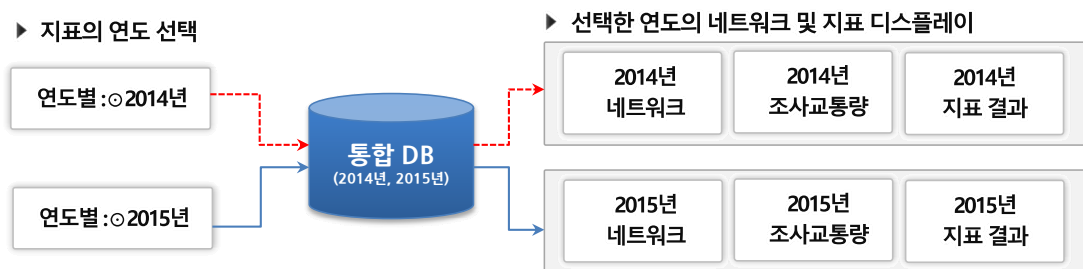 ▶ 지표의 연도 선택
▶ 선택한 연도의 네트워크 및 지표 디스플레이
연도별 :⊙2014년
연도별 :⊙2015년
통합 DB
(2014년, 2015년)
2014년
네트워크
2014년
조사교통량
2014년
지표 결과
2015년
네트워크
2015년
조사교통량
2015년
지표 결과